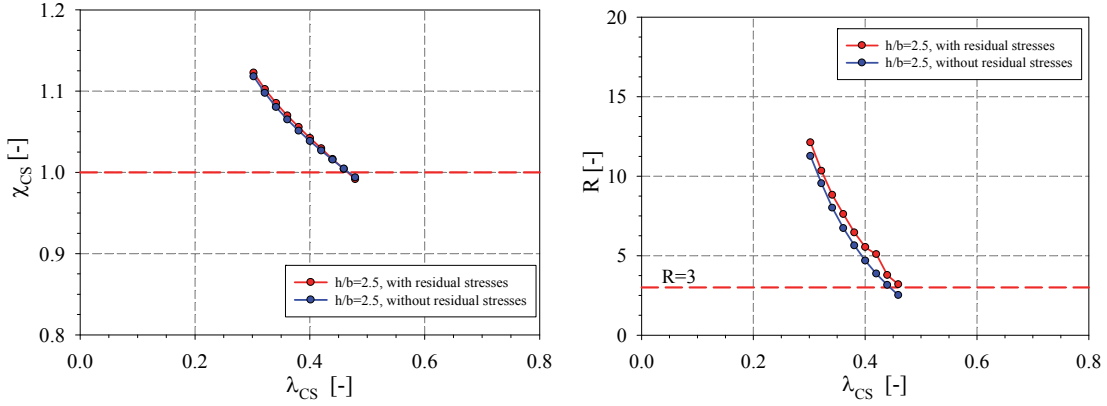 1.2
1.1
1.0
0.9
0.8
χCS [-]
h/b=2.5, with residual stresses
h/b=2.5, without residual stresses
0.0 0.2 0.4 0.6 0.8
λCS [-]
20
15
10
5
0
R [-]
h/b=2.5, with residual stresses
h/b=2.5, without residual stresses
R=3
0.0 0.2 0.4 0.6 0.8
λCS [-]